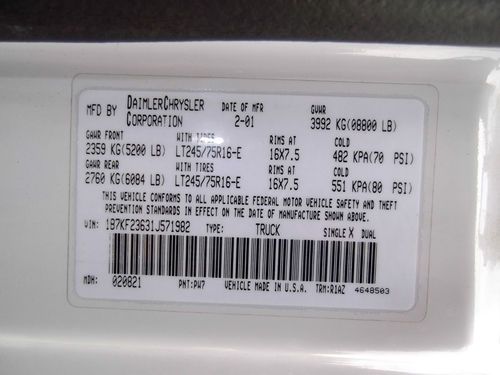 MFD BY DAIMLERCHRYSLER CORPORATION DATE OF MFR 2-01 GVWR 3992 KG(08800 LB)
GAWR FRONT WITH TIRES RIMS AT COLD
2359 KG(5200 LB) LT245/75R16-E 16X7.5 482 KPA(70 PSI)
GAWR REAR WITH TIRES RIMS AT COLD
2760 KG(6084 LB) LT245/75R16-E 16X7.5 551 KPA(80 PSI)
THIS VEHICLE CONFORMS TO ALL APPLICABLE FEDERAL MOTOR VEHICLE SAFETY AND THEFT
PREVENTION STANDARDS IN EFFECT ON THE DATE OF MANUFACTURE SHOWN ABOVE.
VIN: 1B7KF23631J571982 TYPE: TRUCK SINGLE X DUAL
MDH: 020821 PNT:PW7 VEHICLE MADE IN U.S.A. TRM:R1AZ 4648503